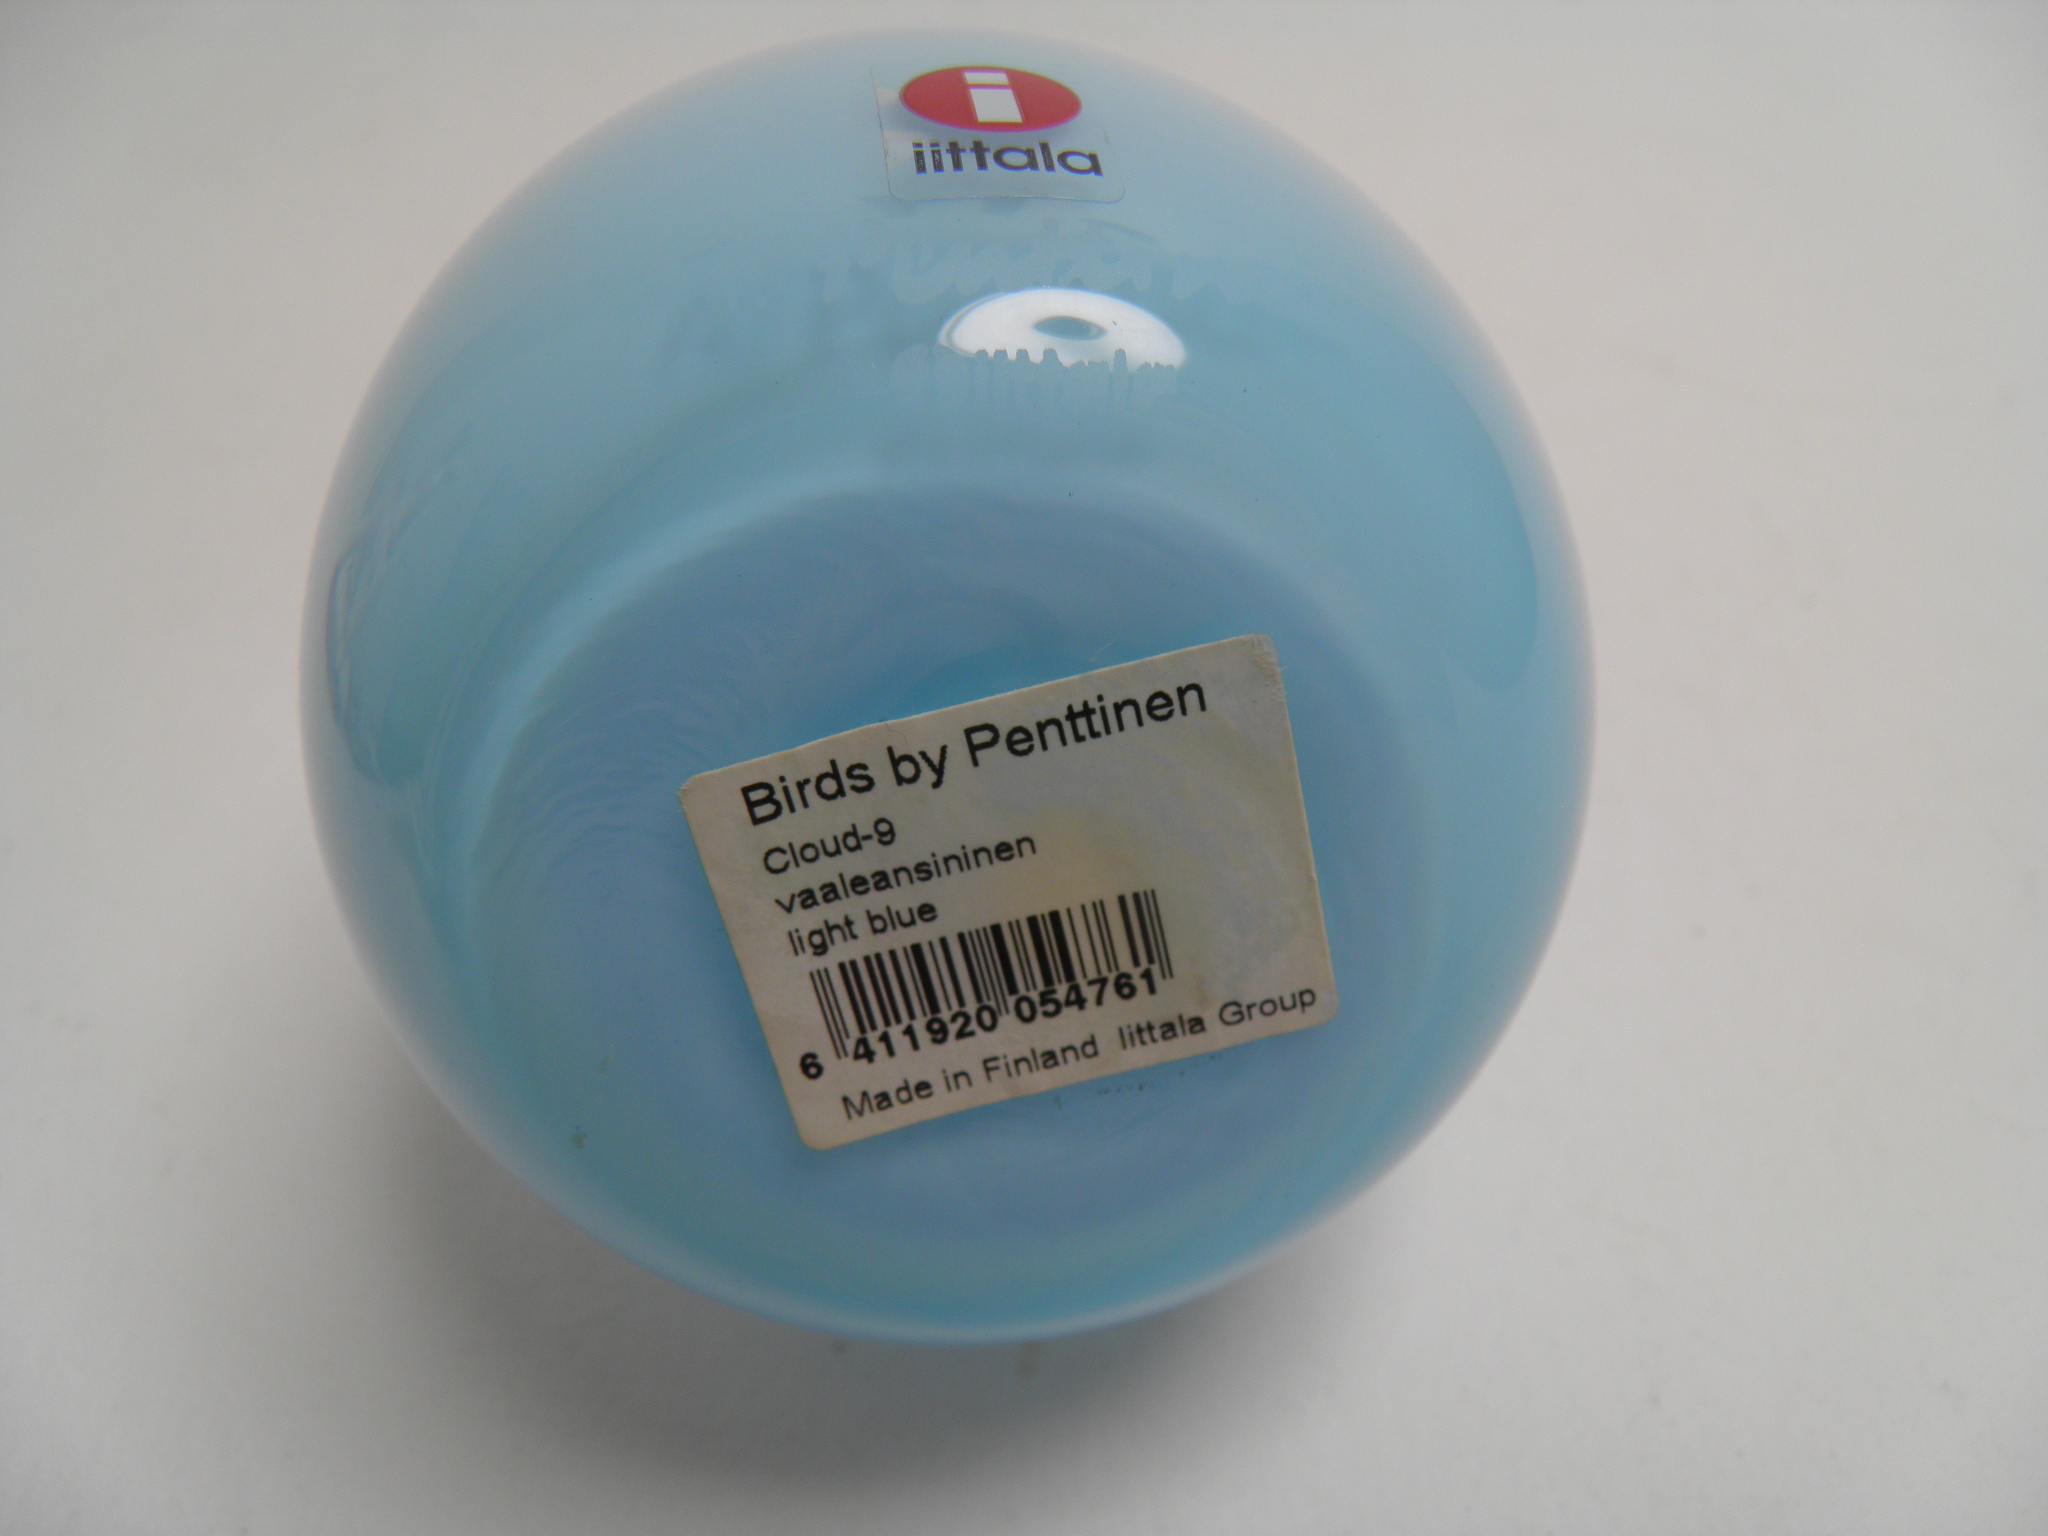 i
iittala
Birds by Penttinen
Cloud-9
vaaleansininen
light blue
6 411920 054761
Made in Finland Iittala Group